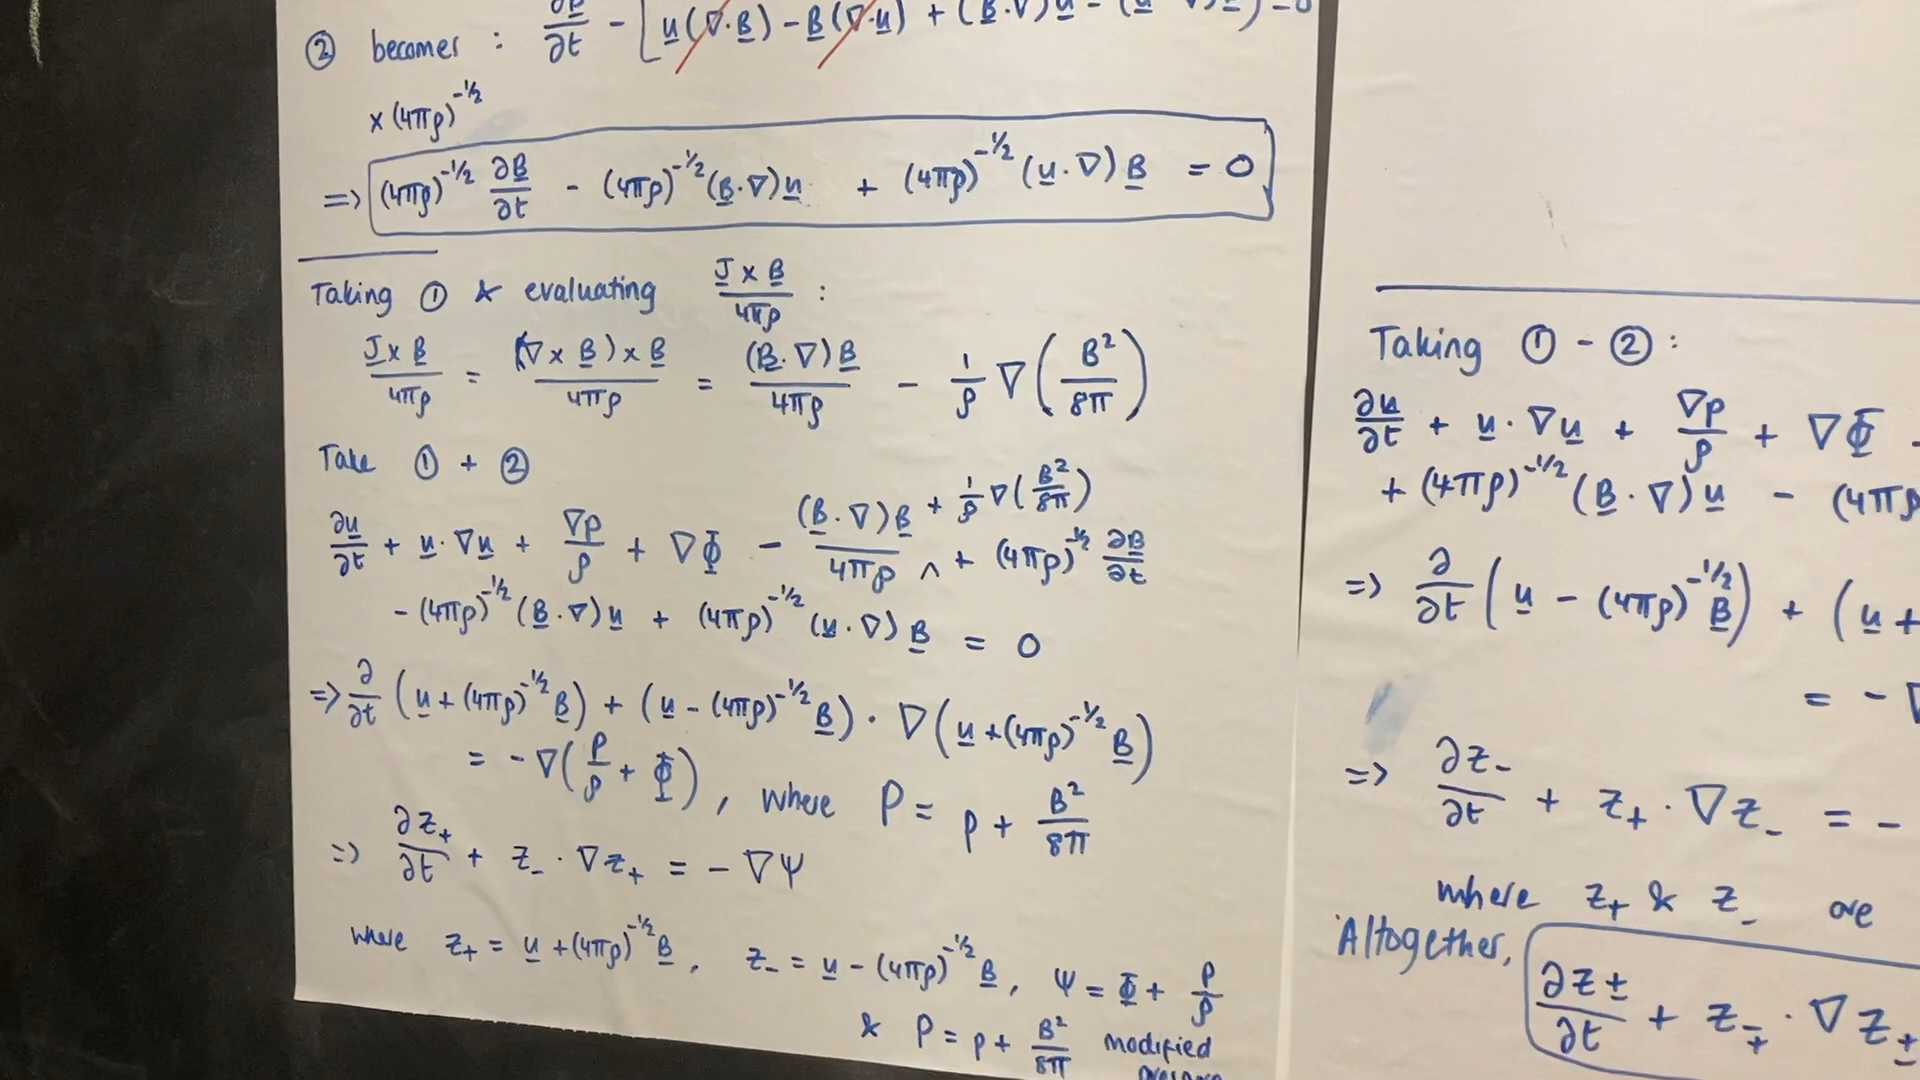 ② becomes : ∂B/∂t - [u(∇·B) - B(∇·u) + (B·∇)u - (u·∇)B] = 0
× (4πρ)^-1/2
=> (4πρ)^-1/2 ∂B/∂t - (4πρ)^-1/2 (B·∇)u + (4πρ)^-1/2 (u·∇)B = 0
Taking ① & evaluating J×B/4πρ :
J×B/4πρ = (∇×B)×B/4πρ = (B·∇)B/4πρ - 1/ρ ∇(B²/8π)
Take ① + ②
∂u/∂t + u·∇u + ∇p/ρ + ∇Φ - (B·∇)B/4πρ + 1/ρ ∇(B²/8π) + (4πρ)^-1/2 ∂B/∂t
- (4πρ)^-1/2 (B·∇)u + (4πρ)^-1/2 (u·∇)B = 0
=> ∂/∂t (u + (4πρ)^-1/2 B) + (u - (4πρ)^-1/2 B)·∇(u + (4πρ)^-1/2 B)
= -∇(P/ρ + Φ), where P = p + B²/8π
=> ∂z₊/∂t + z₋·∇z₊ = -∇Ψ
where z₊ = u + (4πρ)^-1/2 B, z₋ = u - (4πρ)^-1/2 B, Ψ = Φ + P/ρ
& P = p + B²/8π modified
Taking ① - ② :
∂u/∂t + u·∇u + ∇p/ρ + ∇Φ -
+ (4πρ)^-1/2 (B·∇)u - (4πρ
=> ∂/∂t (u - (4πρ)^-1/2 B) + (u +
= - ∇
=> ∂z₋/∂t + z₊·∇z₋ = -
where z₊ & z₋ are
Altogether, ∂z±/∂t + z∓·∇z±